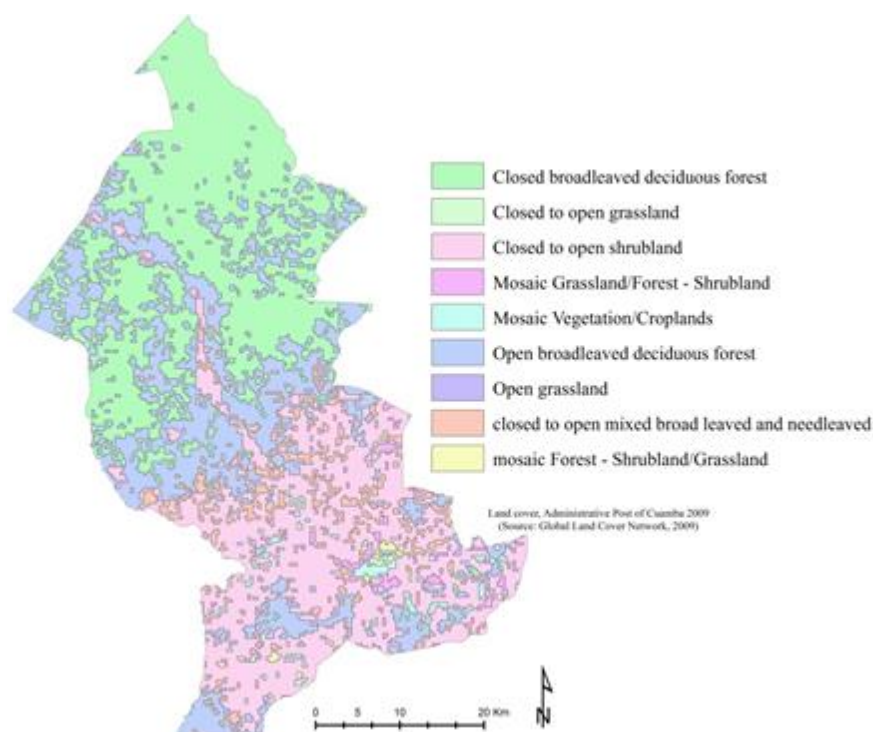 Closed broadleaved deciduous forest
Closed to open grassland
Closed to open shrubland
Mosaic Grassland/Forest - Shrubland
Mosaic Vegetation/Croplands
Open broadleaved deciduous forest
Open grassland
closed to open mixed broad leaved and needleaved
mosaic Forest - Shrubland/Grassland
Land cover, Administrative Post of Cuamba 2009
(Source: Global Land Cover Network, 2009)
0 5 10 20 Km
N